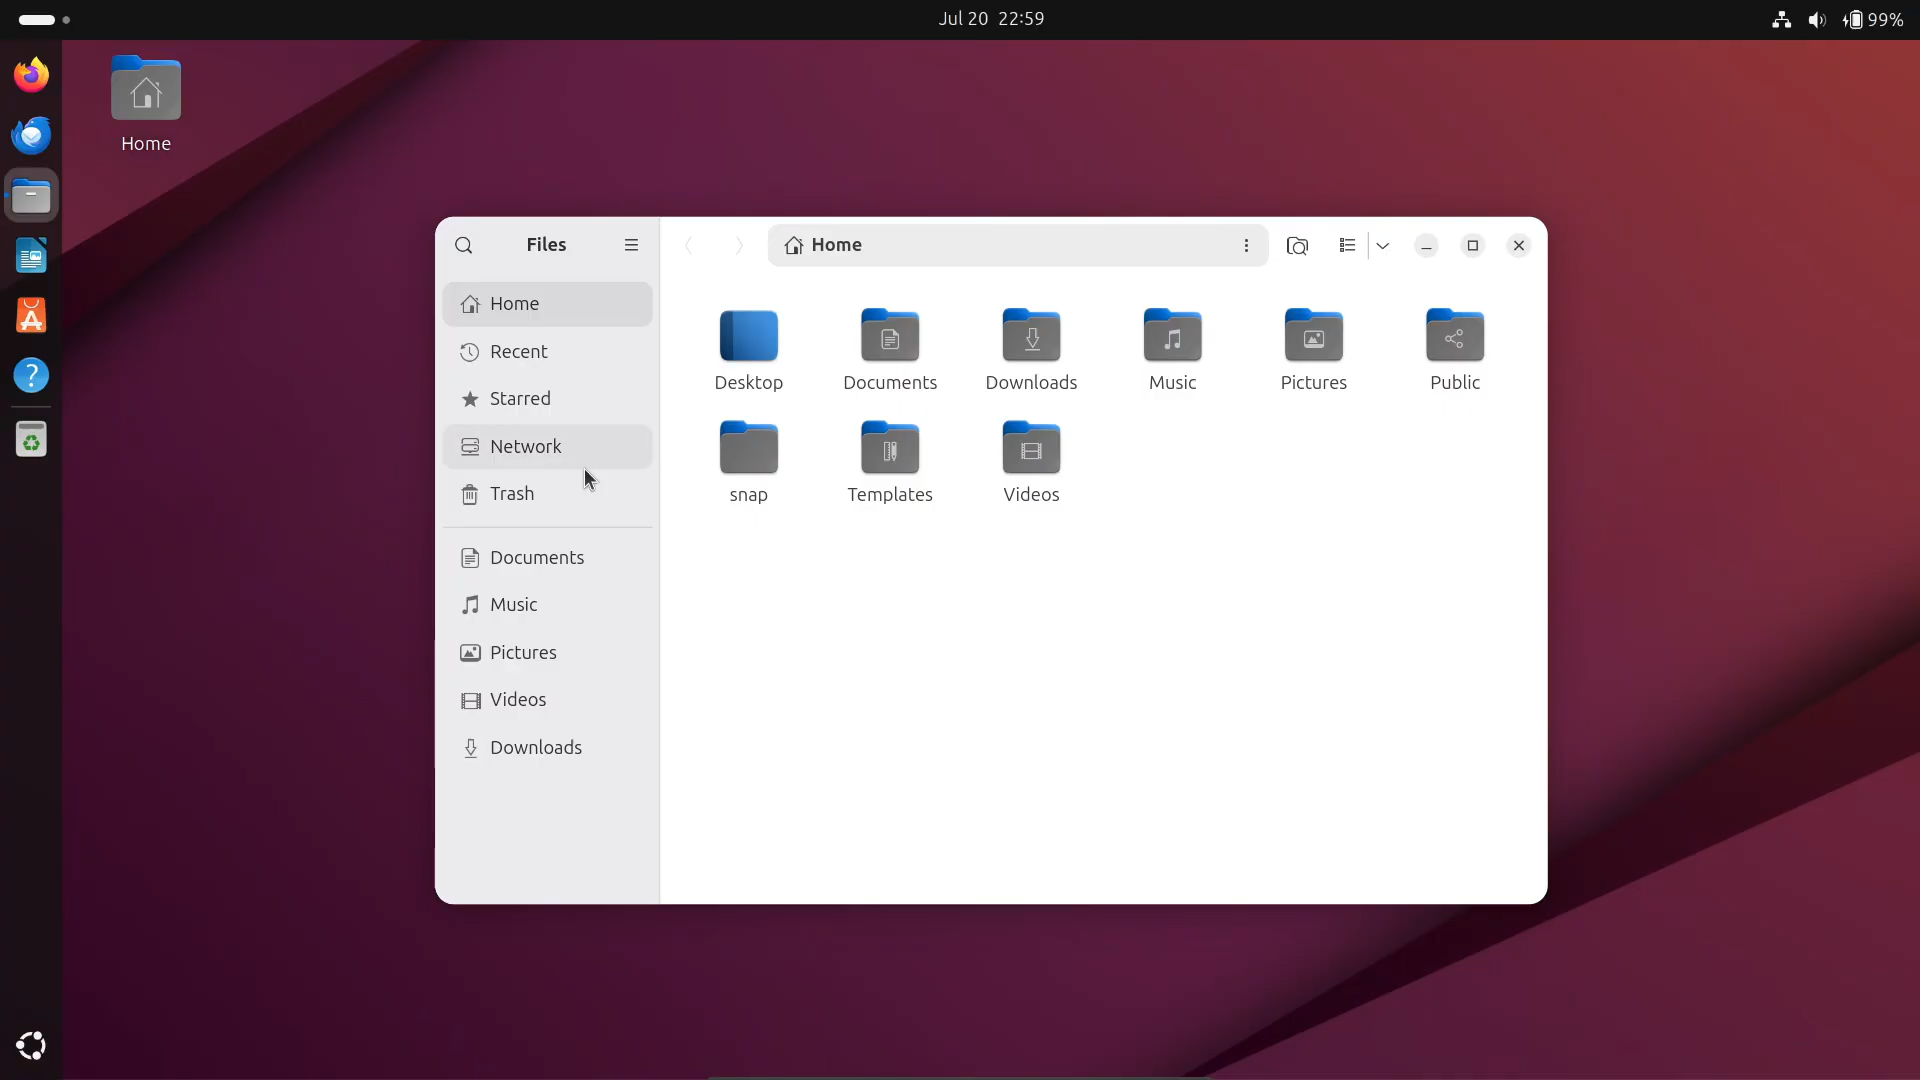 Jul 20 22:59
99%
Home
Files
Home
Home
Recent
Starred
Network
Trash
Documents
Music
Pictures
Videos
Downloads
Desktop
Documents
Downloads
Music
Pictures
Public
snap
Templates
Videos